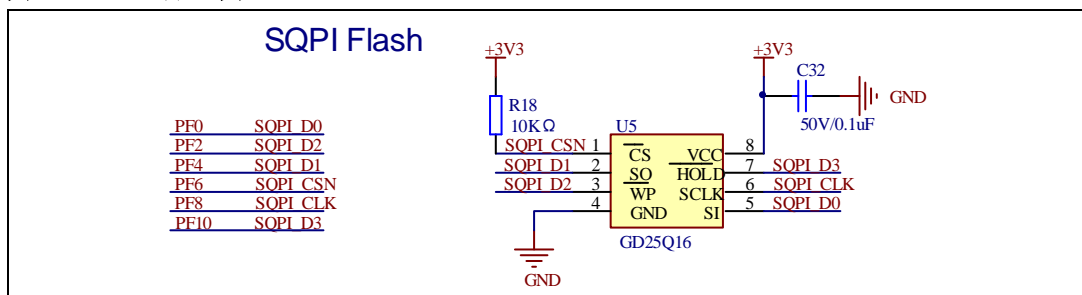 SQPI Flash
+3V3
+3V3
C32
GND
50V/0.1uF
R18
10KΩ
U5
PF0 SQPI_D0
PF2 SQPI_D2
PF4 SQPI_D1
PF6 SQPI_CSN
PF8 SQPI_CLK
PF10 SQPI_D3
SQPI_CSN 1 CS VCC 8
SQPI_D1 2 SO HOLD 7 SQPI_D3
SQPI_D2 3 WP SCLK 6 SQPI_CLK
4 GND SI 5 SQPI_D0
GD25Q16
GND